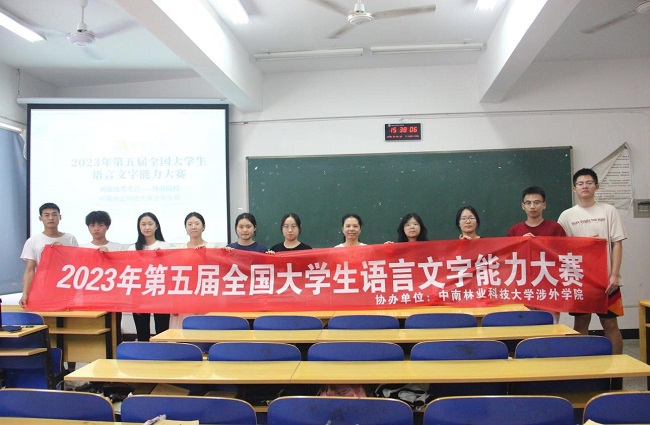 2023年第五届全国大学生
语言文字能力大赛
15 38 06
2023年第五届全国大学生语言文字能力大赛
协办单位：中南林业科技大学涉外学院